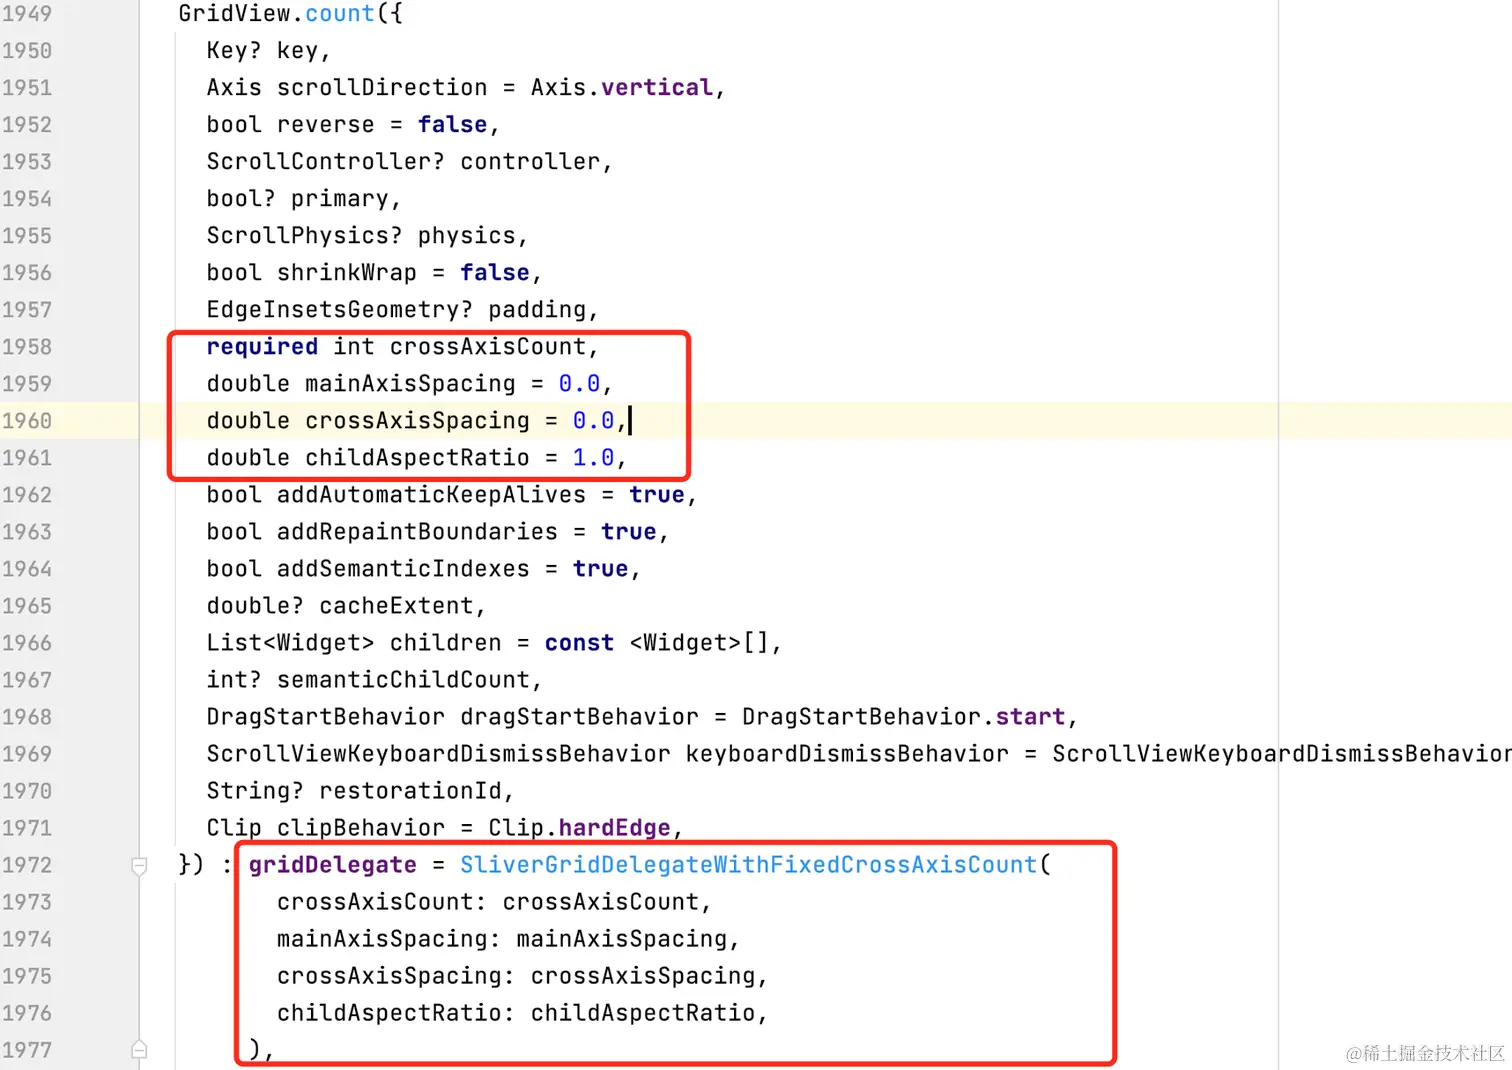 1949 GridView.count({
1950 Key? key,
1951 Axis scrollDirection = Axis.vertical,
1952 bool reverse = false,
1953 ScrollController? controller,
1954 bool? primary,
1955 ScrollPhysics? physics,
1956 bool shrinkWrap = false,
1957 EdgeInsetsGeometry? padding,
1958 required int crossAxisCount,
1959 double mainAxisSpacing = 0.0,
1960 double crossAxisSpacing = 0.0,
1961 double childAspectRatio = 1.0,
1962 bool addAutomaticKeepAlives = true,
1963 bool addRepaintBoundaries = true,
1964 bool addSemanticIndexes = true,
1965 double? cacheExtent,
1966 List<Widget> children = const <Widget>[],
1967 int? semanticChildCount,
1968 DragStartBehavior dragStartBehavior = DragStartBehavior.start,
1969 ScrollViewKeyboardDismissBehavior keyboardDismissBehavior = ScrollViewKeyboardDismissBehavior
1970 String? restorationId,
1971 Clip clipBehavior = Clip.hardEdge,
1972 }) : gridDelegate = SliverGridDelegateWithFixedCrossAxisCount(
1973 crossAxisCount: crossAxisCount,
1974 mainAxisSpacing: mainAxisSpacing,
1975 crossAxisSpacing: crossAxisSpacing,
1976 childAspectRatio: childAspectRatio,
1977 ),
@稀土掘金技术社区